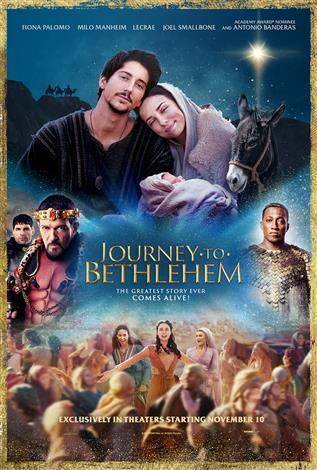 FIONA PALOMO
MILO MANHEIM
LECRAE
JOEL SMALLBONE
ACADEMY AWARD® NOMINEE
AND ANTONIO BANDERAS
JOURNEY·TO·
BETHLEHEM
THE GREATEST STORY EVER
COMES ALIVE!
EXCLUSIVELY IN THEATERS STARTING NOVEMBER 10